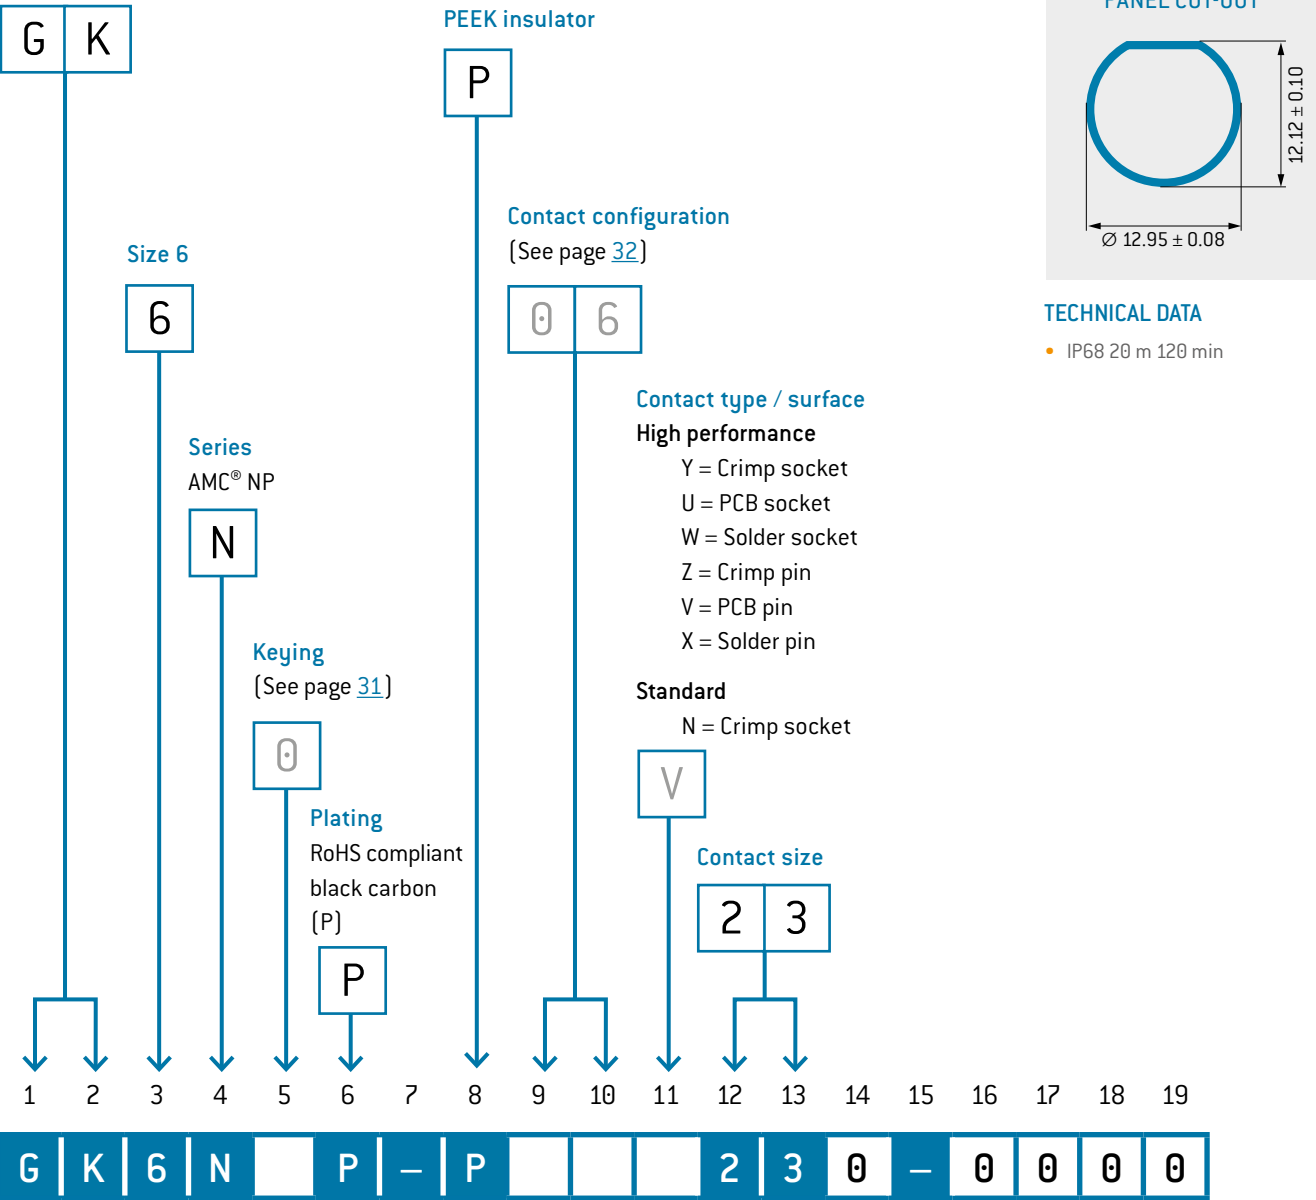 G K
PEEK insulator
P
PANEL CUT-OUT
12.12 ± 0.10
Ø 12.95 ± 0.08
TECHNICAL DATA
• IP68 20 m 120 min
Size 6
6
Contact configuration
(See page 32)
0 6
Series
AMC® NP
N
Contact type / surface
High performance
Y = Crimp socket
U = PCB socket
W = Solder socket
Z = Crimp pin
V = PCB pin
X = Solder pin
Standard
N = Crimp socket
V
Keying
(See page 31)
0
Plating
RoHS compliant
black carbon
(P)
P
Contact size
2 3
1 2 3 4 5 6 7 8 9 10 11 12 13 14 15 16 17 18 19
G K 6 N P – P 2 3 0 – 0 0 0 0